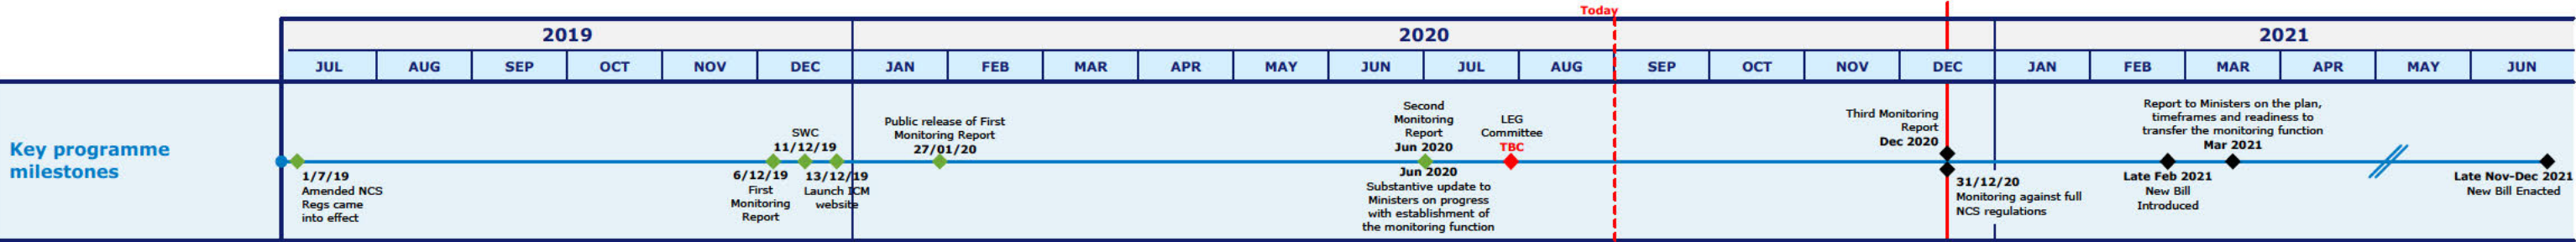 Today
2019
2020
2021
JUL
AUG
SEP
OCT
NOV
DEC
JAN
FEB
MAR
APR
MAY
JUN
JUL
AUG
SEP
OCT
NOV
DEC
JAN
FEB
MAR
APR
MAY
JUN
Key programme
milestones
1/7/19
Amended NCS
Regs came
into effect
6/12/19
First
Monitoring
Report
SWC
11/12/19
13/12/19
Launch ICM
website
Public release of First
Monitoring Report
27/01/20
Second
Monitoring
Report
Jun 2020
Jun 2020
Substantive update to
Ministers on progress
with establishment of
the monitoring function
LEG
Committee
TBC
Third Monitoring
Report
Dec 2020
31/12/20
Monitoring against full
NCS regulations
Late Feb 2021
New Bill
Introduced
Report to Ministers on the plan,
timeframes and readiness to
transfer the monitoring function
Mar 2021
Late Nov-Dec 2021
New Bill Enacted